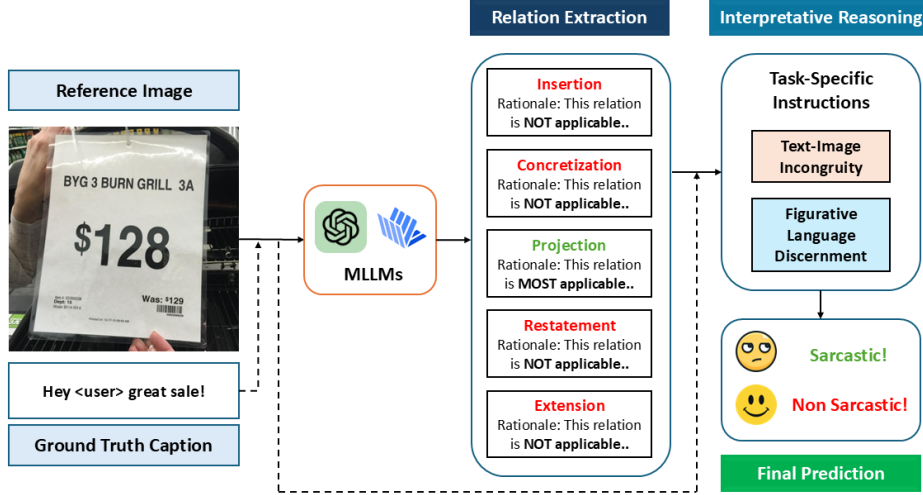 Relation Extraction
Interpretative Reasoning
Reference Image
BYG 3 BURN GRILL 3A
$128
Dept: 16
Was: $129
Hey <user> great sale!
Ground Truth Caption
MLLMs
Insertion
Rationale: This relation
is NOT applicable..
Concretization
Rationale: This relation
is NOT applicable..
Projection
Rationale: This relation
is MOST applicable..
Restatement
Rationale: This relation
is NOT applicable..
Extension
Rationale: This relation
is NOT applicable..
Task-Specific
Instructions
Text-Image
Incongruity
Figurative
Language
Discernment
Sarcastic!
Non Sarcastic!
Final Prediction